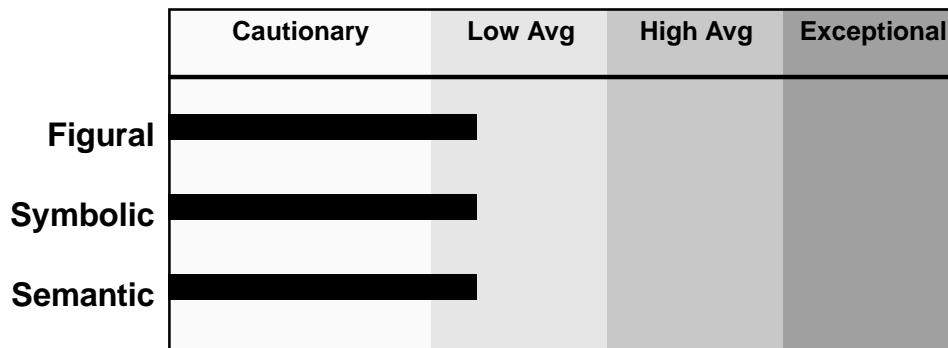 Cautionary Low Avg High Avg Exceptional
Figural
Symbolic
Semantic